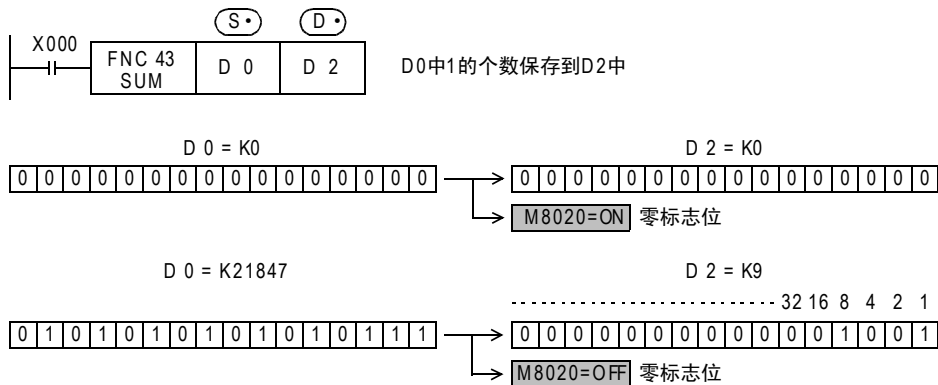 S・ D・
X000
FNC 43 SUM D 0 D 2 D0中1的个数保存到D2中
D 0 = K0 D 2 = K0
0 0 0 0 0 0 0 0 0 0 0 0 0 0 0 0 0 0 0 0 0 0 0 0 0 0 0 0 0 0 0 0
M8020=ON 零标志位
D 0 = K21847 D 2 = K9
32 16 8 4 2 1
0 1 0 1 0 1 0 1 0 1 0 1 0 1 1 1 0 0 0 0 0 0 0 0 0 0 0 0 1 0 0 1
M8020=OFF 零标志位